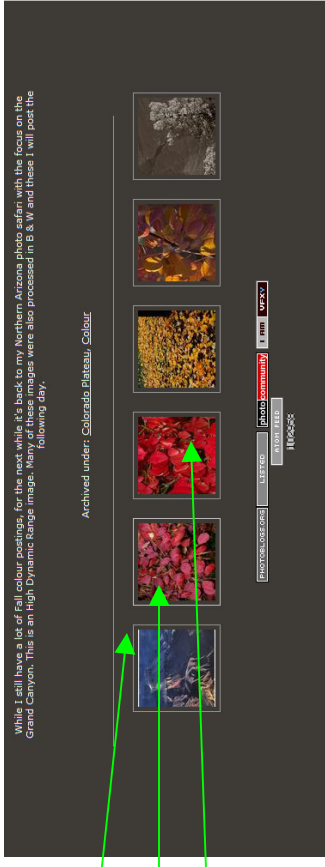 While I still have a lot of Fall colour postings, for the next while it's back to my Northern Arizona photo safari with the focus on the
Grand Canyon. This is an High Dynamic Range image. Many of these images were also processed in B & W and these I will post the
following day.
Archived under: Colorado Plateau, Colour
PHOTOBLOGS.ORG LISTED photocommunity I AM VFXY
ATOM FEED